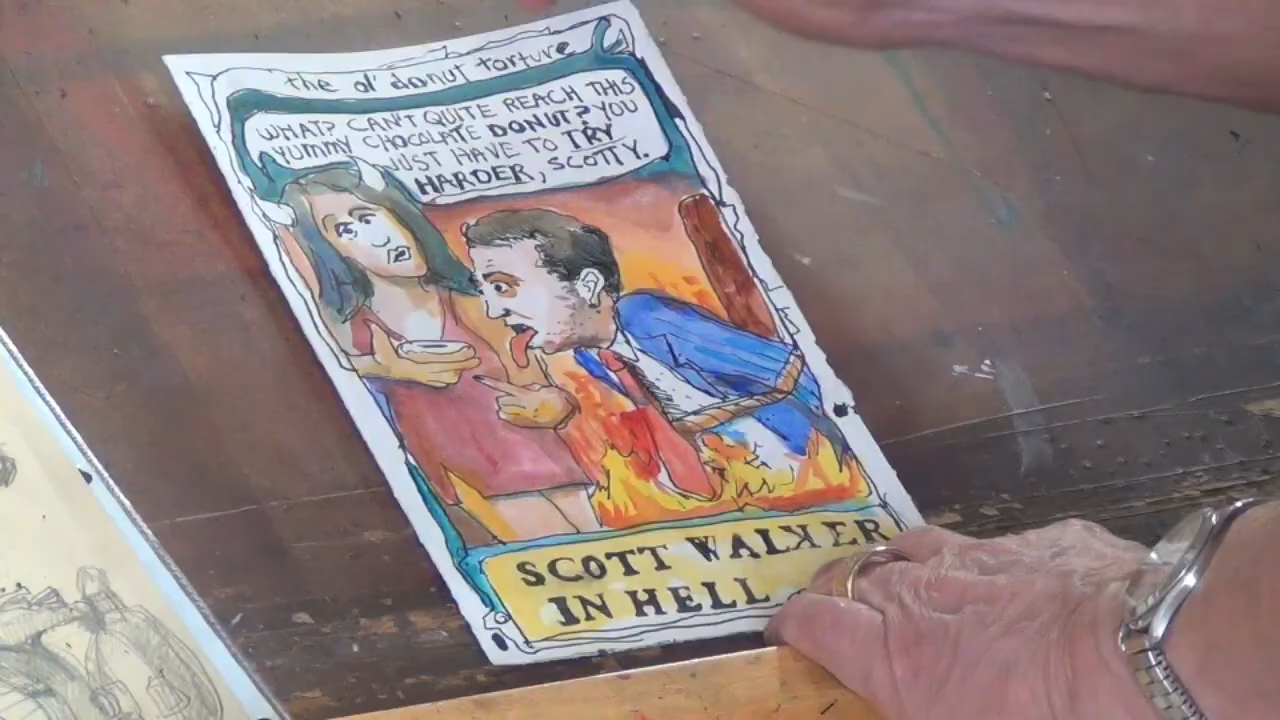 the ol' donut torture
WHAT? CAN'T QUITE REACH THIS
YUMMY CHOCOLATE DONUT? YOU
JUST HAVE TO TRY
HARDER, SCOTTY.
SCOTT WALKER
IN HELL